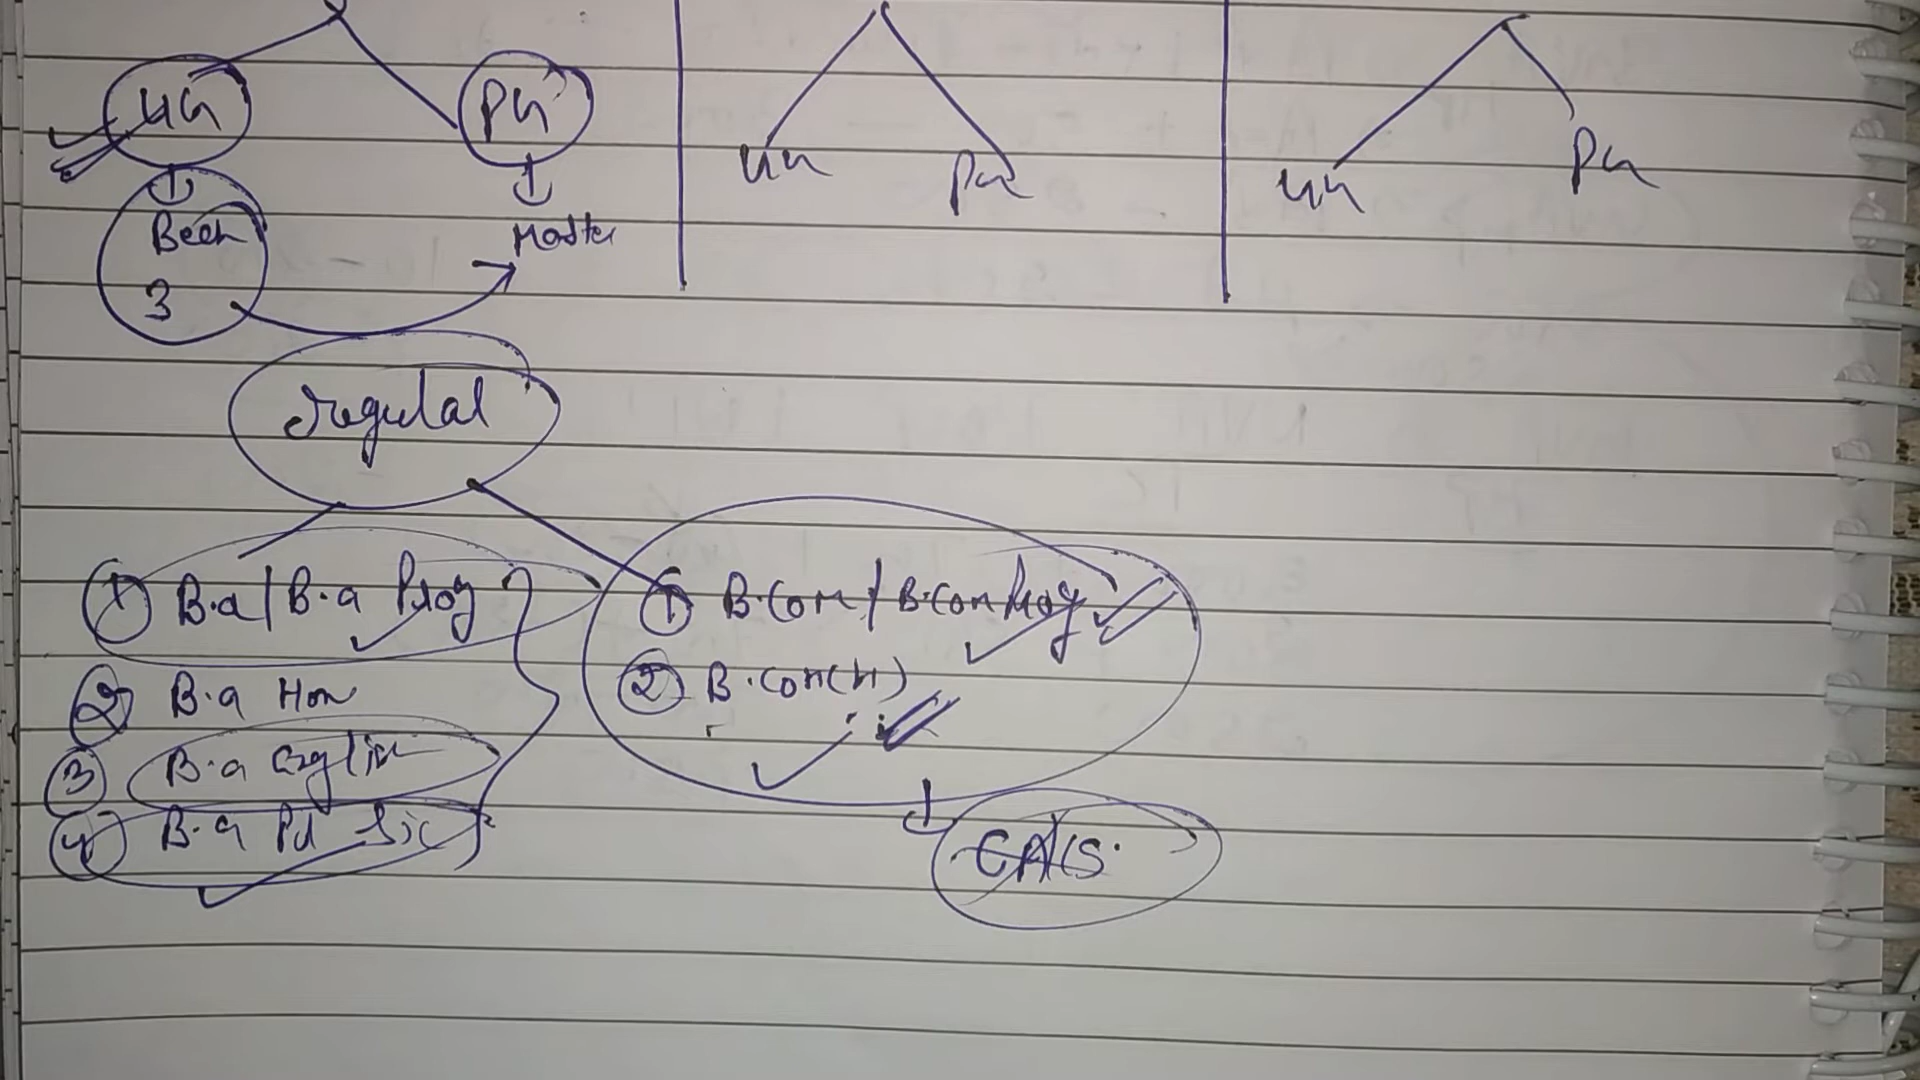 UG PG
UG PG
UG PG
Bech Master
3
regular
① B.a / B.a Prog
② B.a Hon
③ B.a English
④ B.a Pol Sic
① B.Com / B.Com Prog
② B.Com(H)
CA/CS.